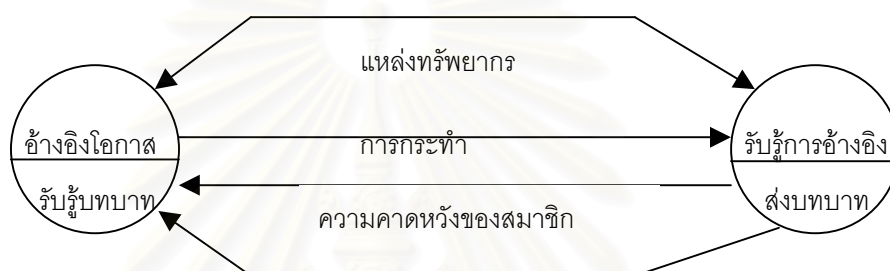 แหล่งทรัพยากร
อ้างอิงโอกาส การกระทำ รับรู้การอ้างอิง
รับรู้บทบาท ส่งบทบาท
ความคาดหวังของสมาชิก